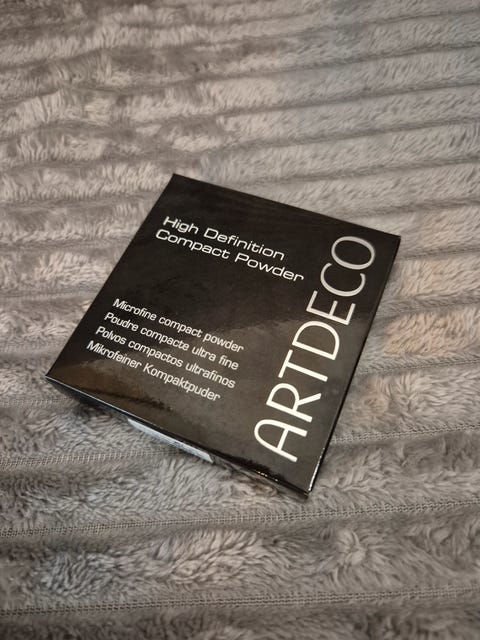 High Definition
Compact Powder
Microfine compact powder
Poudre compacte ultra fine
Polvos compactos ultrafinos
Mikrofeiner Kompaktpuder
ARTDECO